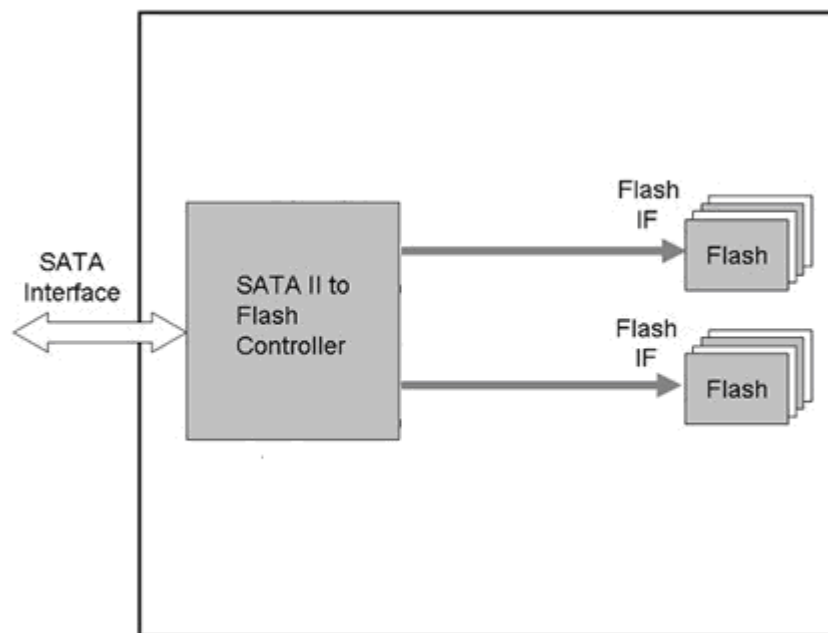 SATA
Interface
SATA II to
Flash
Controller
Flash
IF
Flash
Flash
IF
Flash